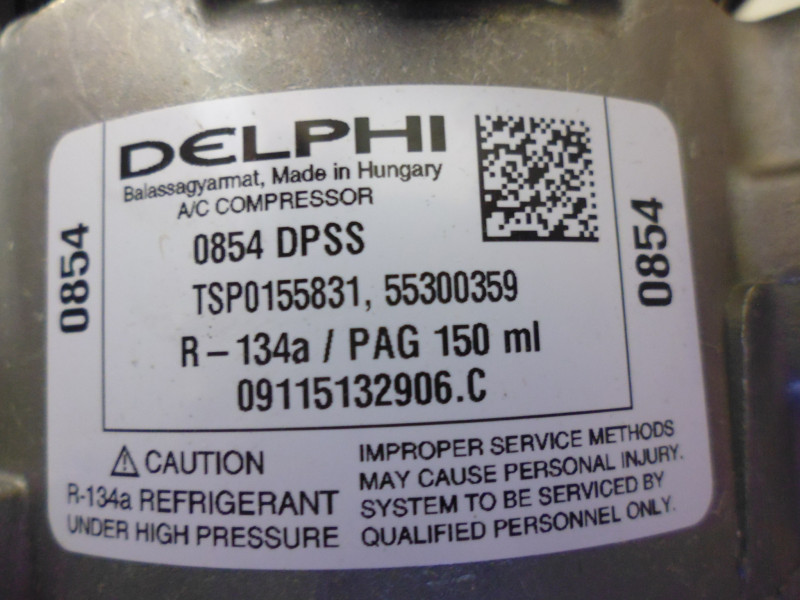 DELPHI
Balassagyarmat, Made in Hungary
A/C COMPRESSOR
0854 DPSS
TSP0155831, 55300359
R-134a / PAG 150 ml
09115132906.C
0854
0854
CAUTION
R-134a REFRIGERANT
UNDER HIGH PRESSURE
IMPROPER SERVICE METHODS
MAY CAUSE PERSONAL INJURY.
SYSTEM TO BE SERVICED BY
QUALIFIED PERSONNEL ONLY.